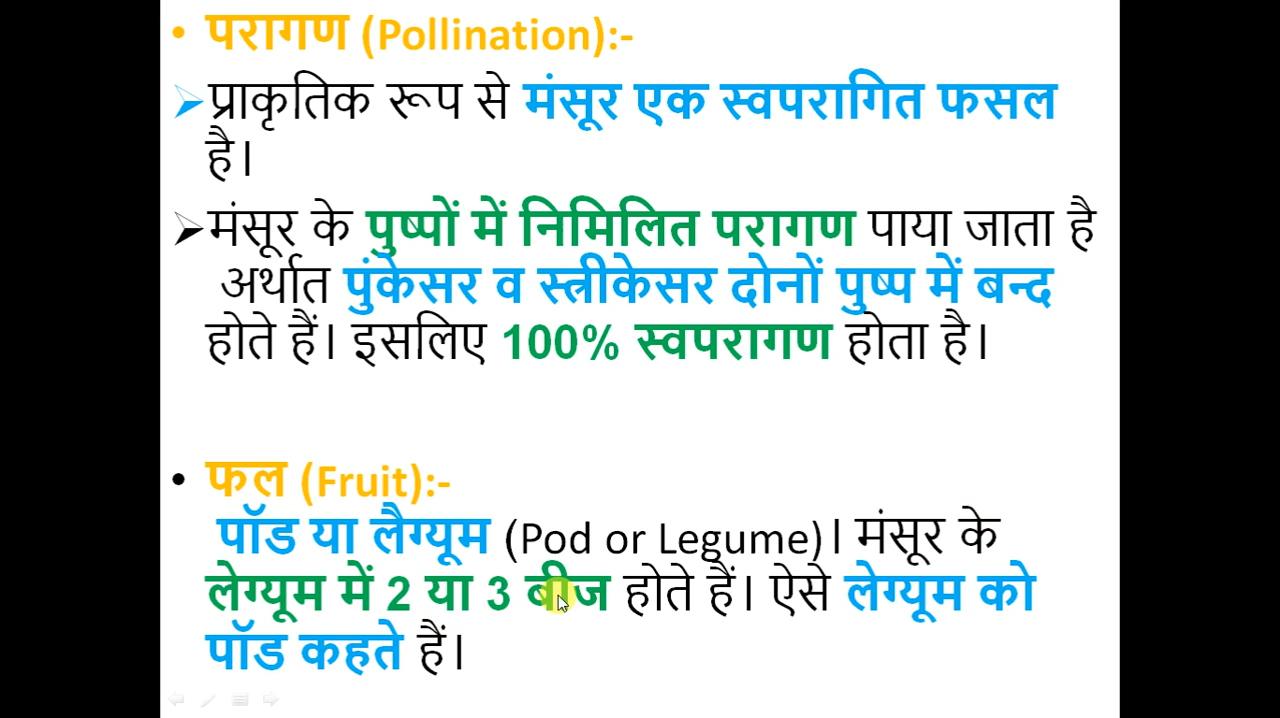 • परागण (Pollination):-
➢प्राकृतिक रूप से मंसूर एक स्वपरागित फसल
है।
➢मंसूर के पुष्पों में निमिलित परागण पाया जाता है
अर्थात पुंकेसर व स्त्रीकेसर दोनों पुष्प में बन्द
होते हैं। इसलिए 100% स्वपरागण होता है।
• फल (Fruit):-
पॉड या लैग्यूम (Pod or Legume)। मंसूर के
लेग्यूम में 2 या 3 बीज होते हैं। ऐसे लेग्यूम को
पॉड कहते हैं।